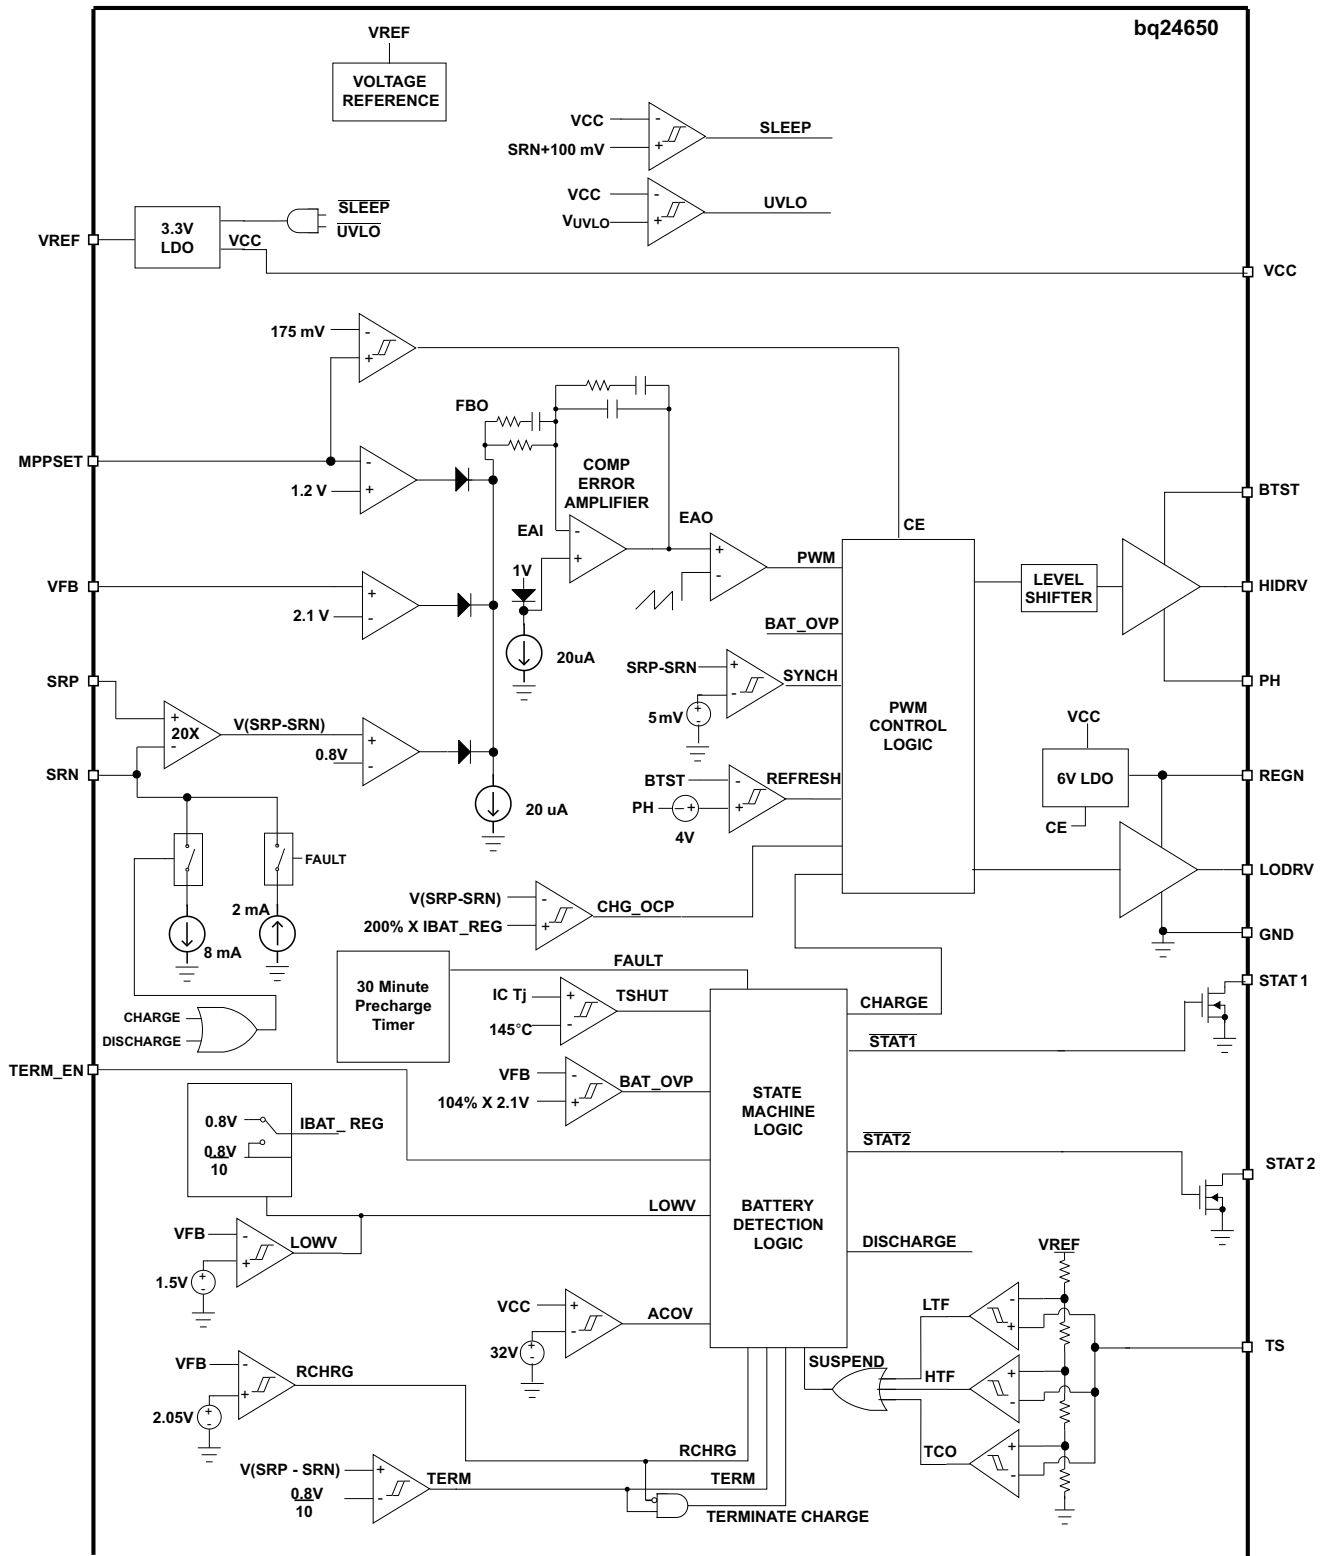 bq24650
VREF
VOLTAGE
REFERENCE
VCC
-
SLEEP
SRN+100 mV
+
VCC
-
UVLO
VUVLO
+
SLEEP
UVLO
3.3V
LDO
VREF
VCC
VCC
175 mV
-
+
FBO
MPPSET
-
1.2 V
+
COMP
ERROR
AMPLIFIER
BTST
EAI
-
+
EAO
+
-
CE
PWM
1V
VFB
+
2.1 V
-
LEVEL
SHIFTER
HIDRV
20uA
BAT_OVP
SRP-SRN
+
SYNCH
-
5 mV
+
-
SRP
PH
PWM
CONTROL
LOGIC
+
20X
-
V(SRP-SRN)
+
0.8V
-
VCC
SRN
6V LDO
REGN
CE
BTST
-
REFRESH
PH
- +
+
4V
20 uA
FAULT
LODRV
V(SRP-SRN)
-
CHG_OCP
200% X IBAT_REG
+
2 mA
8 mA
GND
FAULT
30 Minute
Precharge
Timer
IC Tj
+
TSHUT
145°C
-
CHARGE
STAT1
CHARGE
DISCHARGE
STAT1
TERM_EN
VFB
-
BAT_OVP
104% X 2.1V
+
STATE
MACHINE
LOGIC
0.8V
IBAT_ REG
0.8V
10
STAT2
STAT2
BATTERY
DETECTION
LOGIC
LOWV
VFB
-
LOWV
+
1.5V
+
-
DISCHARGE
VREF
VCC
+
ACOV
-
32V
+
-
LTF
-
+
TS
SUSPEND
HTF
+
-
VFB
-
RCHRG
+
2.05V
+
-
TCO
+
-
RCHRG
V(SRP - SRN)
+
TERM
0.8V
10
-
TERM
TERMINATE CHARGE